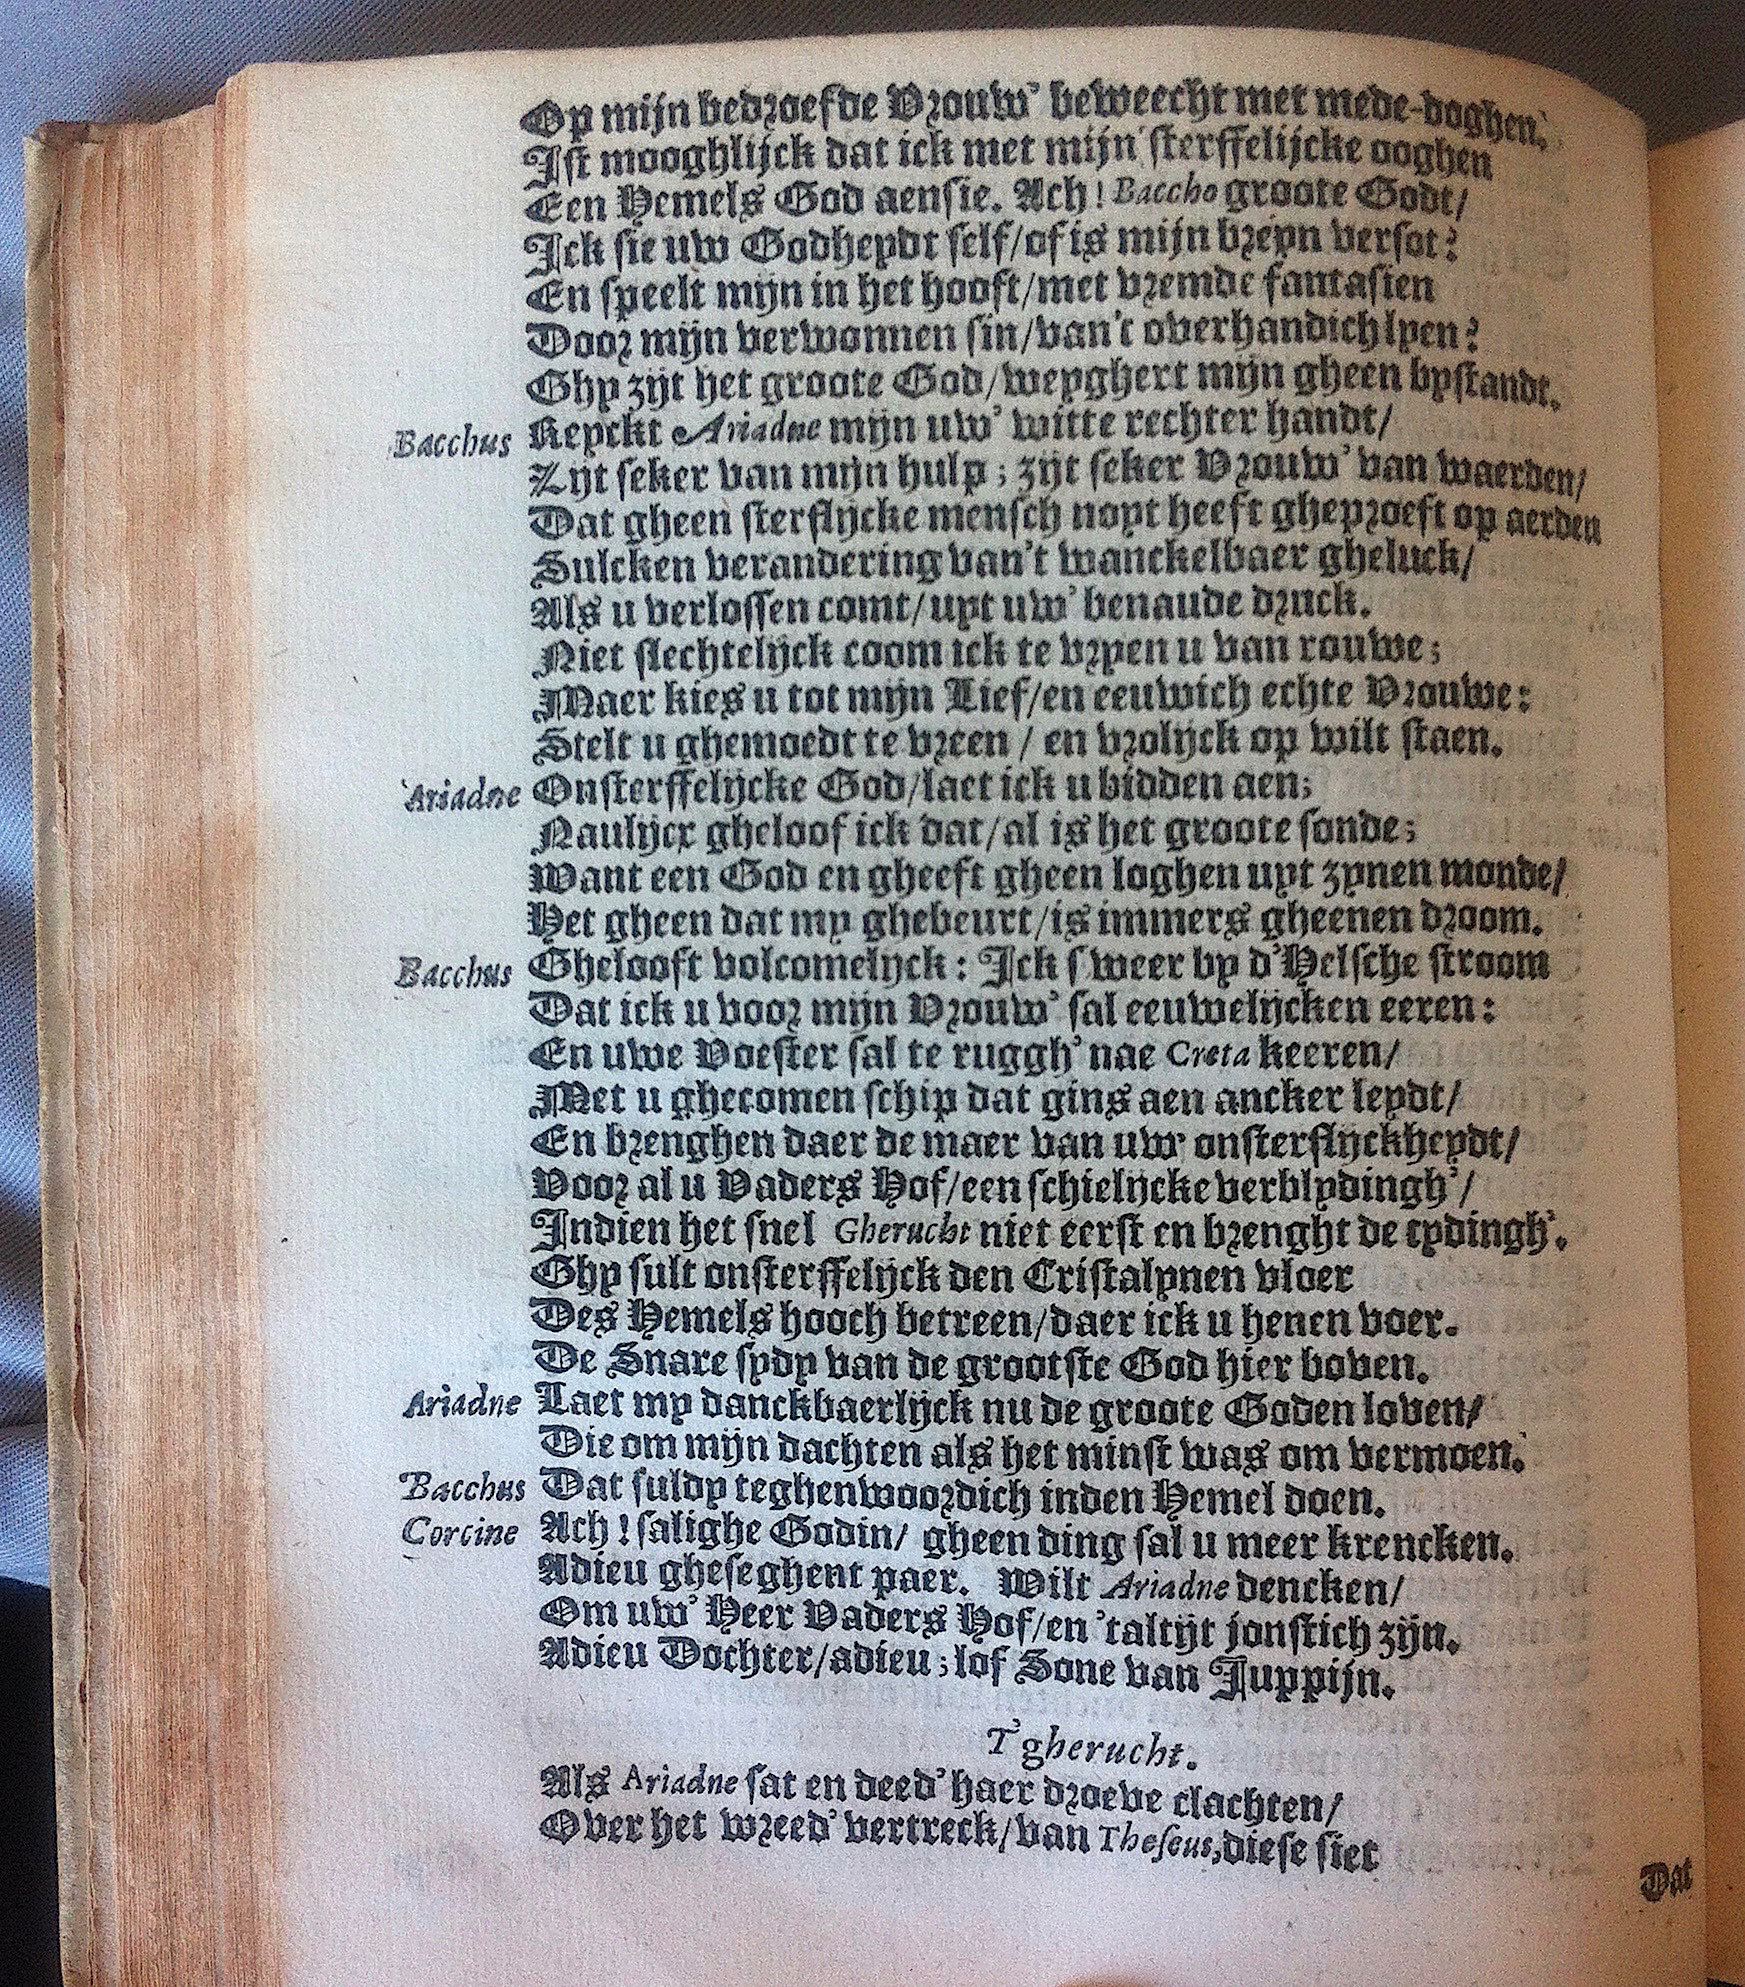 Op mijn bedroefde Vrouw' beweecht met mede-doghen.
Ist mooghlijck dat ick met mijn sterffelijcke ooghen
Een Hemels God aensie. Ach! Baccho groote Godt/
Ick sie uw Godheydt self/of is mijn breyn versot?
En speelt mijn in het hooft/met vremde fantasien
Door mijn verwonnen sin/van't overhandich lyen?
Ghy zijt het groote God/weyghert mijn gheen bystandt.
Bacchus Reyckt Ariadne mijn uw' witte rechter handt/
Zijt seker van mijn hulp; zijt seker Vrouw' van waerden/
Dat gheen sterflijcke mensch noyt heeft gheproeft op aerden
Sulcken verandering van't wanckelbaer gheluck/
Als u verlossen comt/uyt uw' benaude druck.
Niet slechtelijck coom ick te vryen u van rouwe;
Maer kies u tot mijn Lief/en eeuwich echte Vrouwe:
Stelt u ghemoedt te vreen/ en vrolijck op wilt staen.
Ariadne Onsterffelijcke God/laet ick u bidden aen;
Naulijcx gheloof ick dat/al is het groote sonde;
Want een God en gheeft gheen loghen uyt zynen monde/
Het gheen dat my ghebeurt/is immers gheenen droom.
Bacchus Ghelooft volcomelijck: Ick sweer by d'Helsche stroom
Dat ick u voor mijn Vrouw' sal eeuwelijcken eeren:
En uwe Voester sal te ruggh' nae Creta keeren/
Met u ghecomen schip dat gins aen ancker leydt/
En brenghen daer de maer van uw' onsterflijckheydt/
Voor al u Vaders Hof/een schielijcke verblydingh'/
Indien het snel Gherucht niet eerst en brenght de tydingh'.
Ghy sult onsterffelijck den Cristalynen vloer
Des Hemels hooch betreen/daer ick u henen voer.
De Snare sydy van de grootste God hier boven.
Ariadne Laet my danckbaerlijck nu de groote Goden loven/
Die om mijn dachten als het minst was om vermoen.
Bacchus Dat suldy teghenwoordich inden Hemel doen.
Corcine Ach! salighe Godin/ gheen ding sal u meer krencken.
Adieu gheseghent paer. Wilt Ariadne dencken/
Om uw' Heer Vaders Hof/en 'taltijt jonstich zijn.
Adieu Dochter/adieu; lof Sone van Juppijn.
T'gherucht.
Als Ariadne sat en deed' haer droeve clachten/
Over het wreed' vertreck/van Theseus, diese siet
Dat